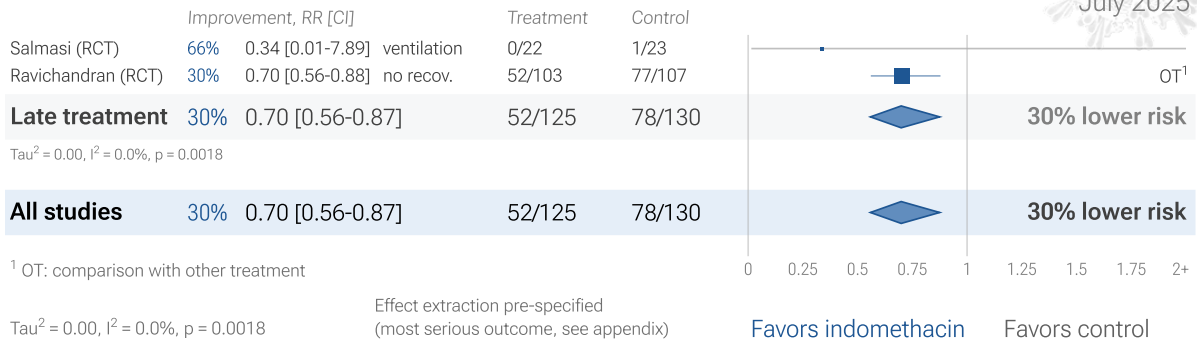 July 2025
Improvement, RR [CI] Treatment Control
Salmasi (RCT) 66% 0.34 [0.01-7.89] ventilation 0/22 1/23
Ravichandran (RCT) 30% 0.70 [0.56-0.88] no recov. 52/103 77/107 OT¹
Late treatment 30% 0.70 [0.56-0.87] 52/125 78/130 30% lower risk
Tau² = 0.00, I² = 0.0%, p = 0.0018
All studies 30% 0.70 [0.56-0.87] 52/125 78/130 30% lower risk
¹ OT: comparison with other treatment 0 0.25 0.5 0.75 1 1.25 1.5 1.75 2+
Effect extraction pre-specified
Tau² = 0.00, I² = 0.0%, p = 0.0018 (most serious outcome, see appendix) Favors indomethacin Favors control